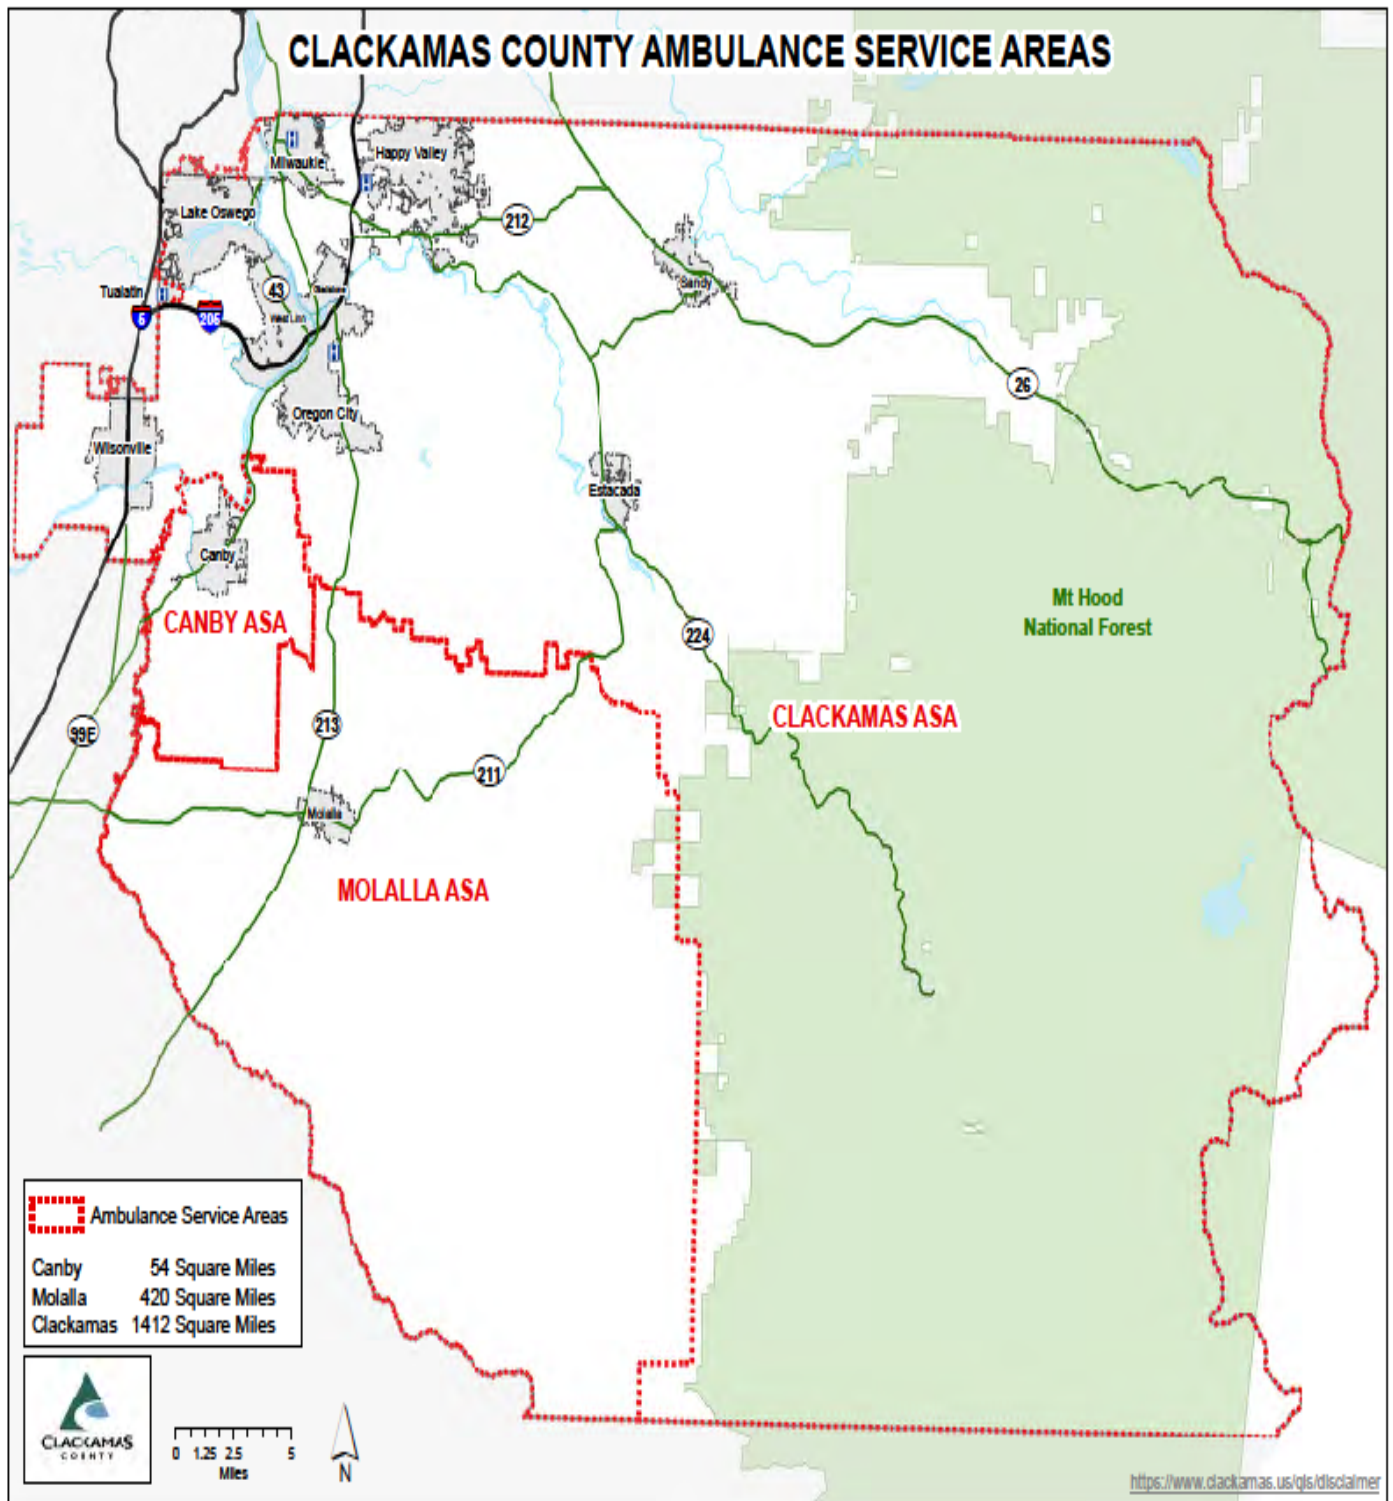 CLACKAMAS COUNTY AMBULANCE SERVICE AREAS
H
Milwaukie
Happy Valley
H
Lake Oswego
212
Sandy
Tualatin
H
43
5
205
Gladstone
West Linn
H
26
Oregon City
Wilsonville
Estacada
Canby
CANBY ASA
Mt Hood
National Forest
224
CLACKAMAS ASA
99E
213
211
Molalla
MOLALLA ASA
Ambulance Service Areas
Canby 54 Square Miles
Molalla 420 Square Miles
Clackamas 1412 Square Miles
CLACKAMAS
COUNTY
0 1.25 2.5 5
Miles
N
https://www.clackamas.us/gis/disclaimer